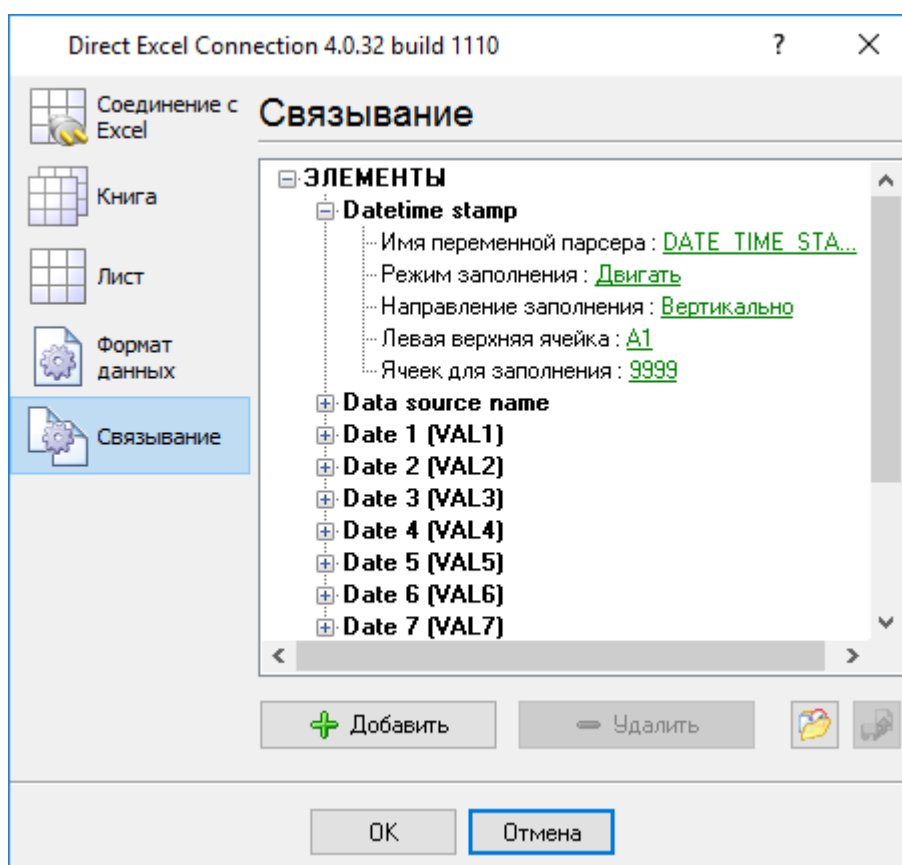 Direct Excel Connection 4.0.32 build 1110
?
Соединение с
Excel
Книга
Лист
Формат
данных
Связывание
Связывание
ЭЛЕМЕНТЫ
Datetime stamp
Имя переменной парсера : DATE_TIME_STA...
Режим заполнения : Двигать
Направление заполнения : Вертикально
Левая верхняя ячейка : A1
Ячеек для заполнения : 9999
Data source name
Date 1 (VAL1)
Date 2 (VAL2)
Date 3 (VAL3)
Date 4 (VAL4)
Date 5 (VAL5)
Date 6 (VAL6)
Date 7 (VAL7)
Добавить
Удалить
OK
Отмена